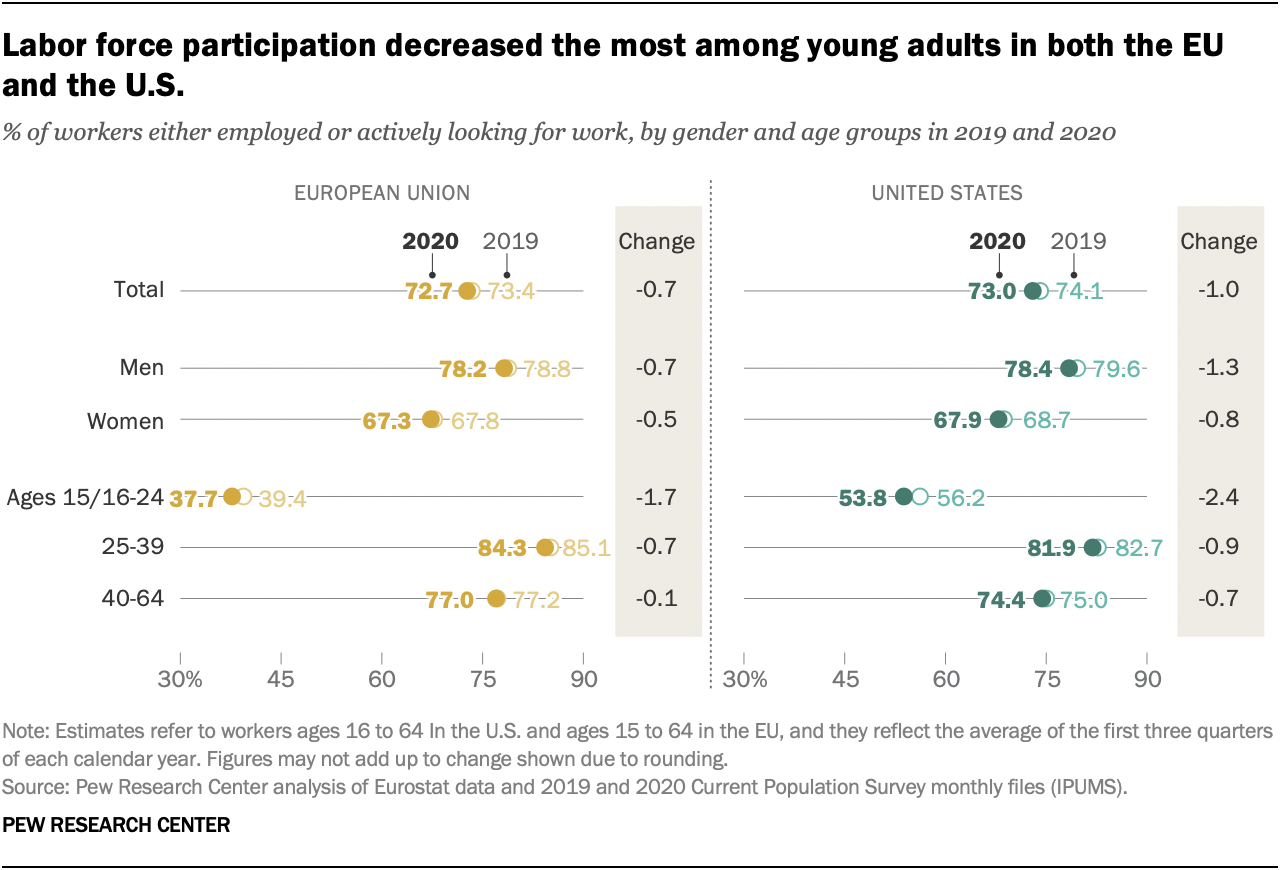 Labor force participation decreased the most among young adults in both the EU
and the U.S.
% of workers either employed or actively looking for work, by gender and age groups in 2019 and 2020
EUROPEAN UNION UNITED STATES
2020 2019 Change 2020 2019 Change
Total 72.7 73.4 -0.7 73.0 74.1 -1.0
Men 78.2 78.8 -0.7 78.4 79.6 -1.3
Women 67.3 67.8 -0.5 67.9 68.7 -0.8
Ages 15/16-24 37.7 39.4 -1.7 53.8 56.2 -2.4
25-39 84.3 85.1 -0.7 81.9 82.7 -0.9
40-64 77.0 77.2 -0.1 74.4 75.0 -0.7
30% 45 60 75 90 30% 45 60 75 90
Note: Estimates refer to workers ages 16 to 64 In the U.S. and ages 15 to 64 in the EU, and they reflect the average of the first three quarters
of each calendar year. Figures may not add up to change shown due to rounding.
Source: Pew Research Center analysis of Eurostat data and 2019 and 2020 Current Population Survey monthly files (IPUMS).
PEW RESEARCH CENTER